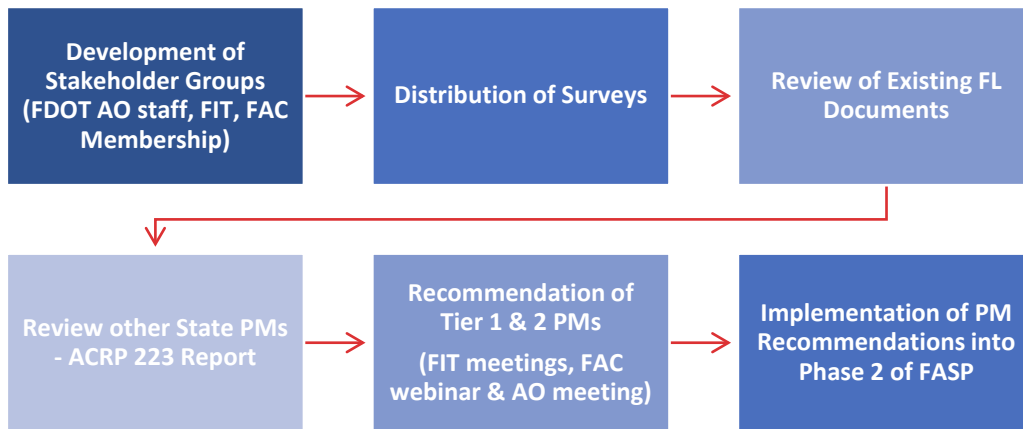 Development of
Stakeholder Groups
(FDOT AO staff, FIT, FAC
Membership)
Distribution of Surveys
Review of Existing FL
Documents
Review other State PMs
- ACRP 223 Report
Recommendation of
Tier 1 & 2 PMs
(FIT meetings, FAC
webinar & AO meeting)
Implementation of PM
Recommendations into
Phase 2 of FASP